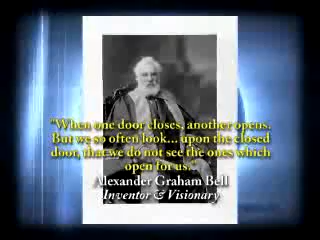 "When one door closes, another opens.
But we so often look... upon the closed
door, that we do not see the ones which
open for us."
Alexander Graham Bell
Inventor & Visionary